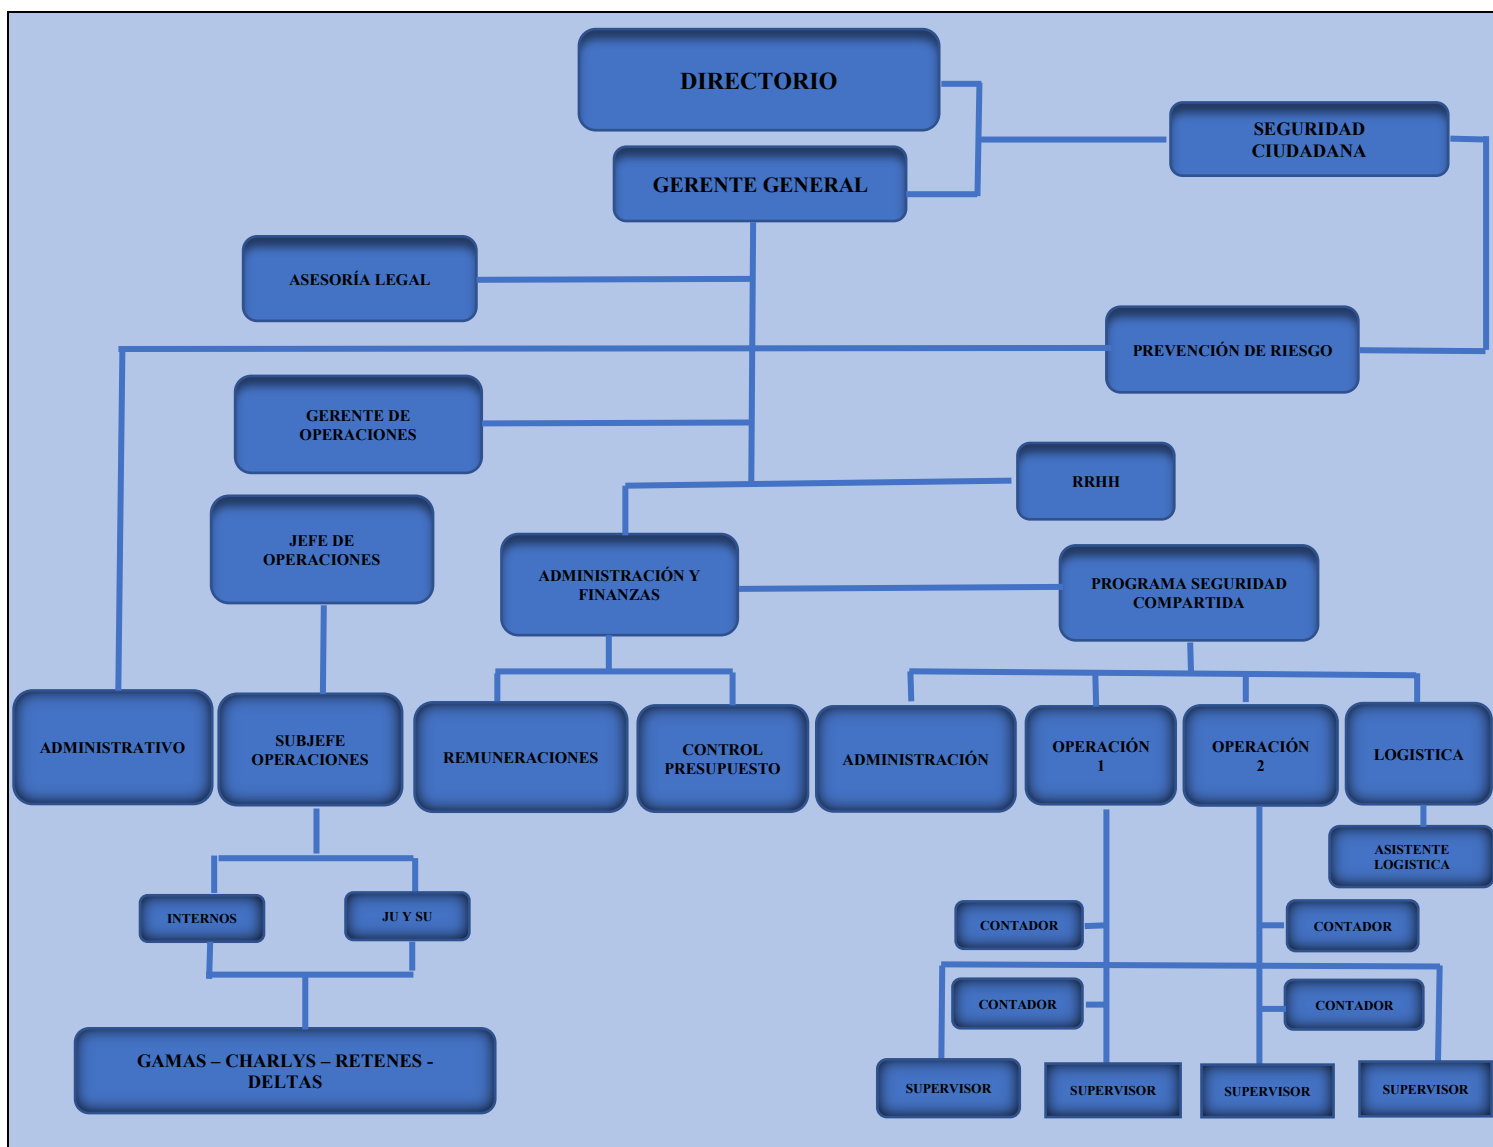 DIRECTORIO
SEGURIDAD
CIUDADANA
GERENTE GENERAL
ASESORÍA LEGAL
PREVENCIÓN DE RIESGO
GERENTE DE
OPERACIONES
RRHH
JEFE DE
OPERACIONES
ADMINISTRACIÓN Y
FINANZAS
PROGRAMA SEGURIDAD
COMPARTIDA
ADMINISTRATIVO
SUBJEFE
OPERACIONES
REMUNERACIONES
CONTROL
PRESUPUESTO
ADMINISTRACIÓN
OPERACIÓN
1
OPERACIÓN
2
LOGISTICA
ASISTENTE
LOGISTICA
INTERNOS
JU Y SU
CONTADOR
CONTADOR
CONTADOR
CONTADOR
GAMAS – CHARLYS – RETENES -
DELTAS
SUPERVISOR
SUPERVISOR
SUPERVISOR
SUPERVISOR